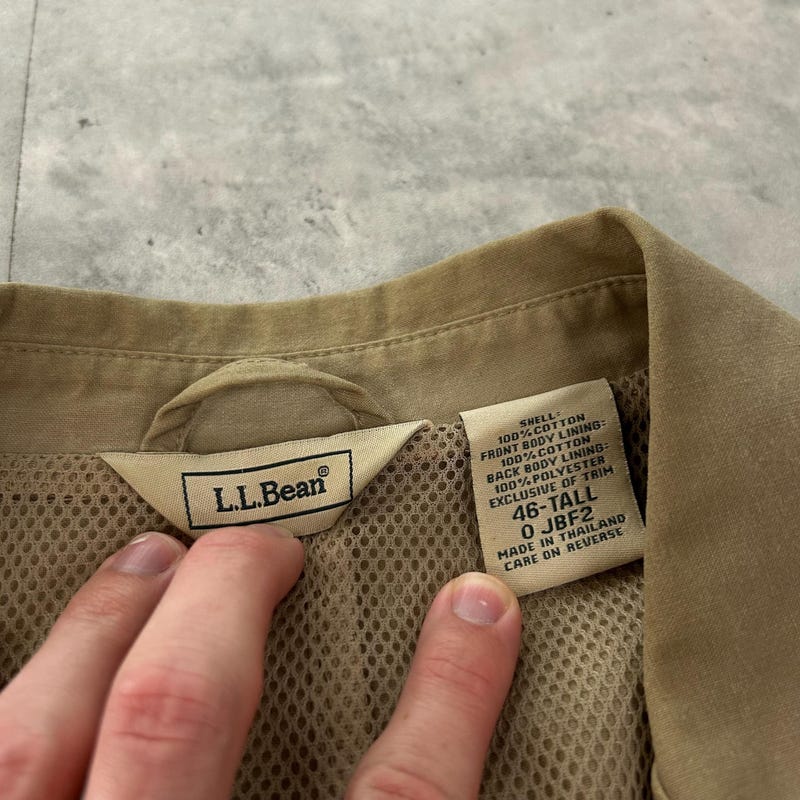 L.L.Bean®
SHELL:
100% COTTON
FRONT BODY LINING:
100% COTTON
BACK BODY LINING:
100% POLYESTER
EXCLUSIVE OF TRIM
46-TALL
0 JBF2
MADE IN THAILAND
CARE ON REVERSE